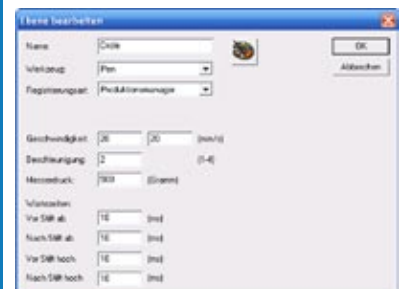 Ebene bearbeiten
Name: Circle OK
Werkzeug: Pen Abbrechen
Registrierungsart: Produktionsmanager
Geschwindigkeit: 20 20 (mm/s)
Beschleunigung: 2 (1-4)
Messerdruck: (Gramm)
Wartezeiten:
Vor Stift ab: 10 (ms)
Nach Stift ab: 10 (ms)
Vor Stift hoch: 10 (ms)
Nach Stift hoch: 10 (ms)